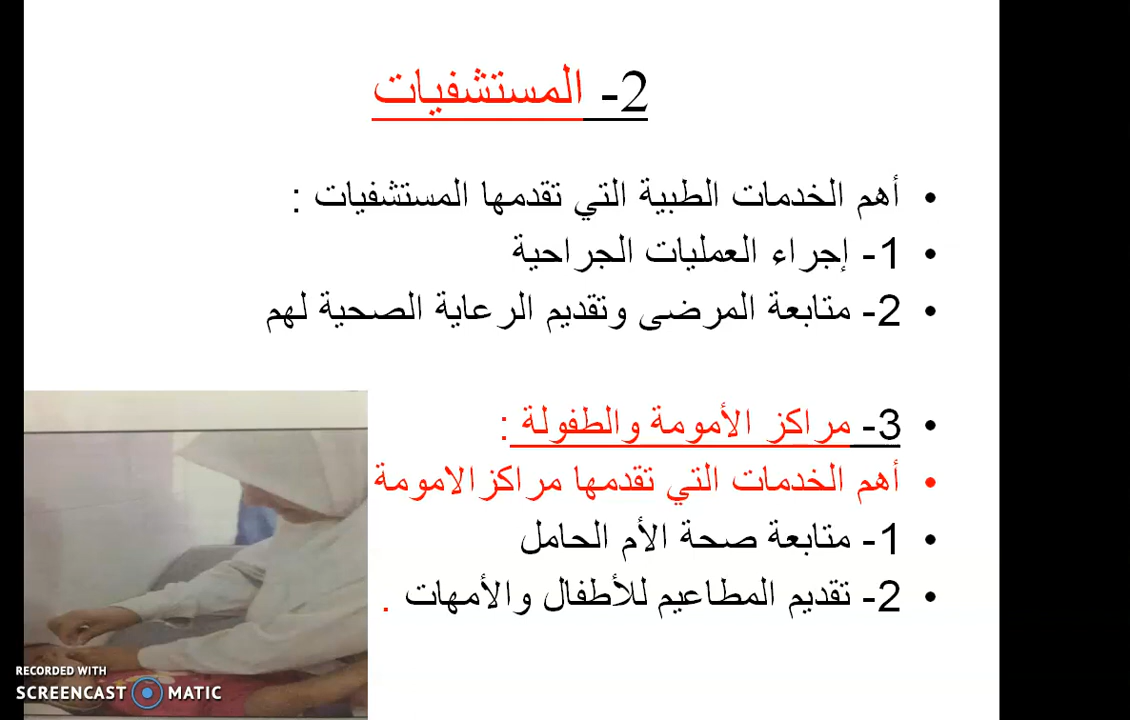 2- المستشفيات
• أهم الخدمات الطبية التي تقدمها المستشفيات :
• 1- إجراء العمليات الجراحية
• 2- متابعة المرضى وتقديم الرعاية الصحية لهم
• 3- مراكز الأمومة والطفولة :
• أهم الخدمات التي تقدمها مراكز الامومة
• 1- متابعة صحة الأم الحامل
• 2- تقديم المطاعيم للأطفال والأمهات .
RECORDED WITH
SCREENCAST MATIC